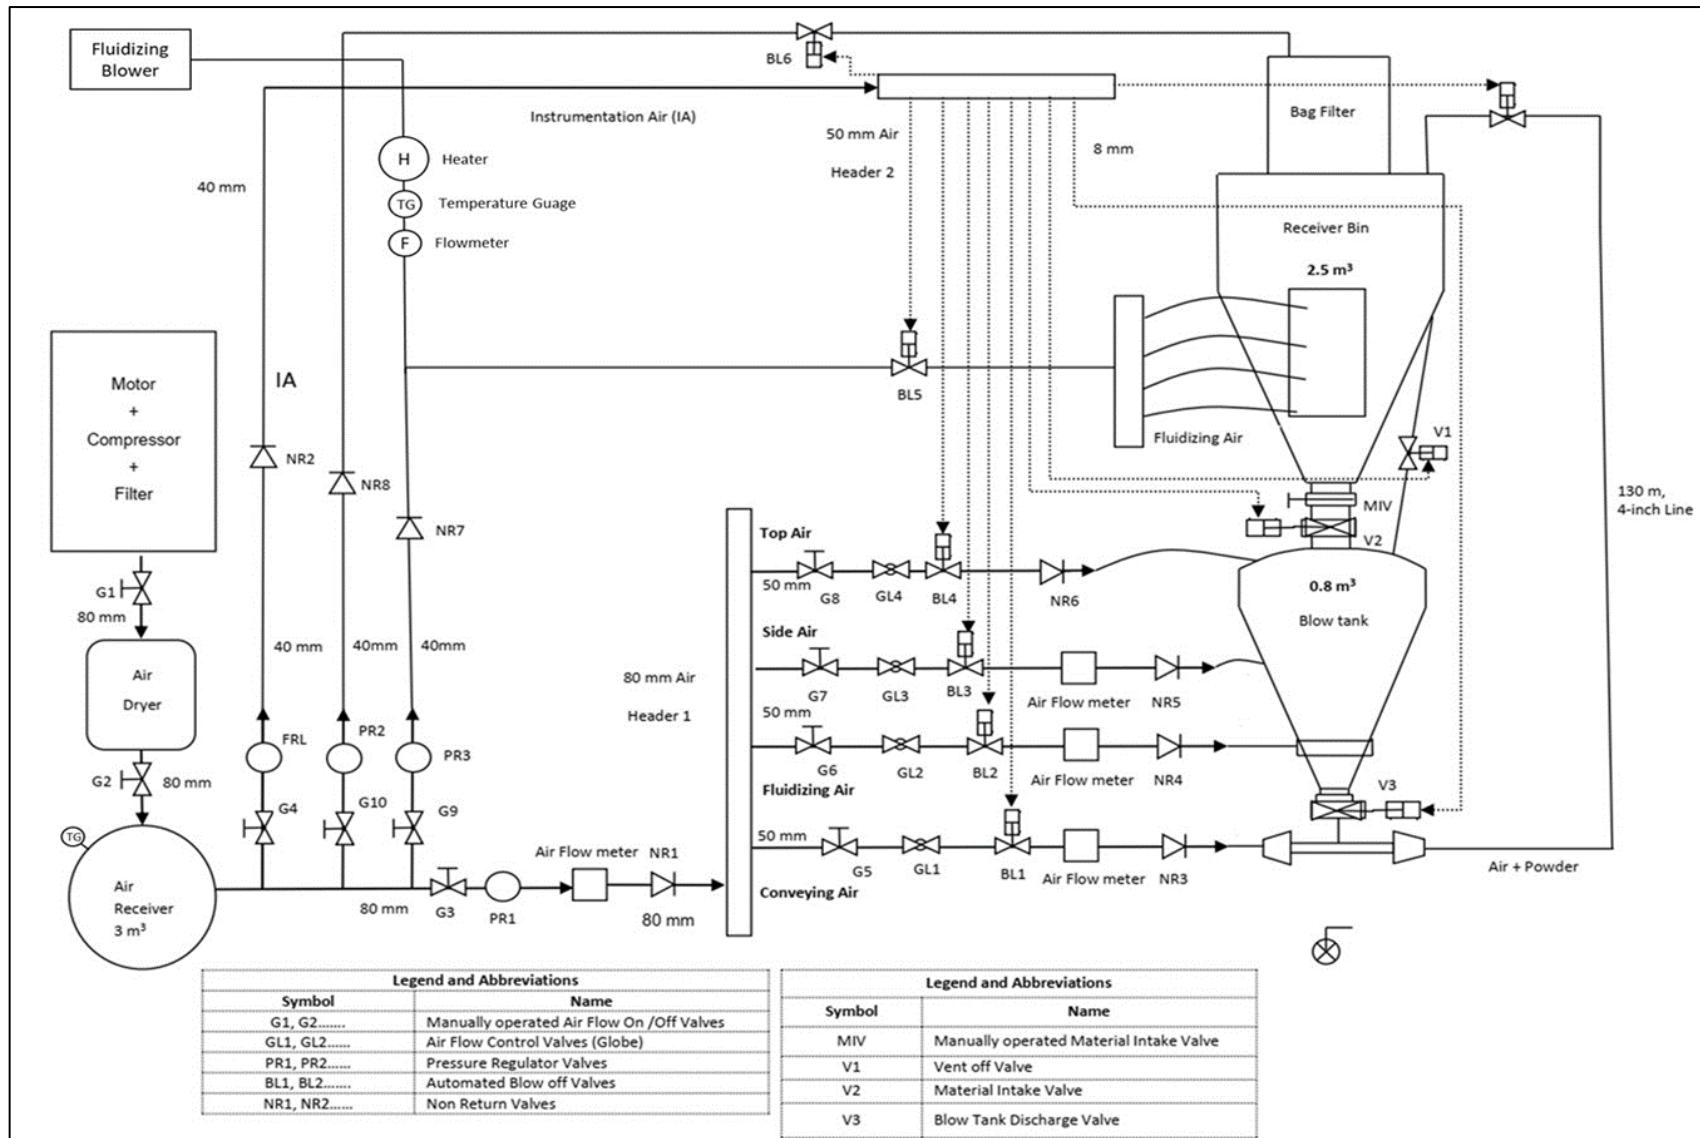 Fluidizing
Blower
BL6
Instrumentation Air (IA)
50 mm Air
Header 2
8 mm
Bag Filter
H
Heater
TG
Temperature Guage
F
Flowmeter
40 mm
Receiver Bin
2.5 m³
Motor
+
Compressor
+
Filter
IA
BL5
Fluidizing Air
V1
NR2
NR8
NR7
MIV
V2
130 m,
4-inch Line
Top Air
50 mm
G8
GL4
BL4
NR6
0.8 m³
Blow tank
G1
80 mm
Air
Dryer
40 mm
40mm
40mm
Side Air
G7
GL3
BL3
Air Flow meter
NR5
80 mm Air
Header 1
50 mm
FRL
PR2
PR3
G2
80 mm
G6
GL2
BL2
Air Flow meter
NR4
Fluidizing Air
V3
G4
G10
G9
TG
50 mm
G5
GL1
BL1
Air Flow meter
NR3
Conveying Air
Air + Powder
Air Flow meter
NR1
Air
Receiver
3 m³
80 mm
G3
PR1
80 mm
Legend and Abbreviations
Symbol Name
G1, G2....... Manually operated Air Flow On /Off Valves
GL1, GL2...... Air Flow Control Valves (Globe)
PR1, PR2...... Pressure Regulator Valves
BL1, BL2....... Automated Blow off Valves
NR1, NR2...... Non Return Valves
Legend and Abbreviations
Symbol Name
MIV Manually operated Material Intake Valve
V1 Vent off Valve
V2 Material Intake Valve
V3 Blow Tank Discharge Valve